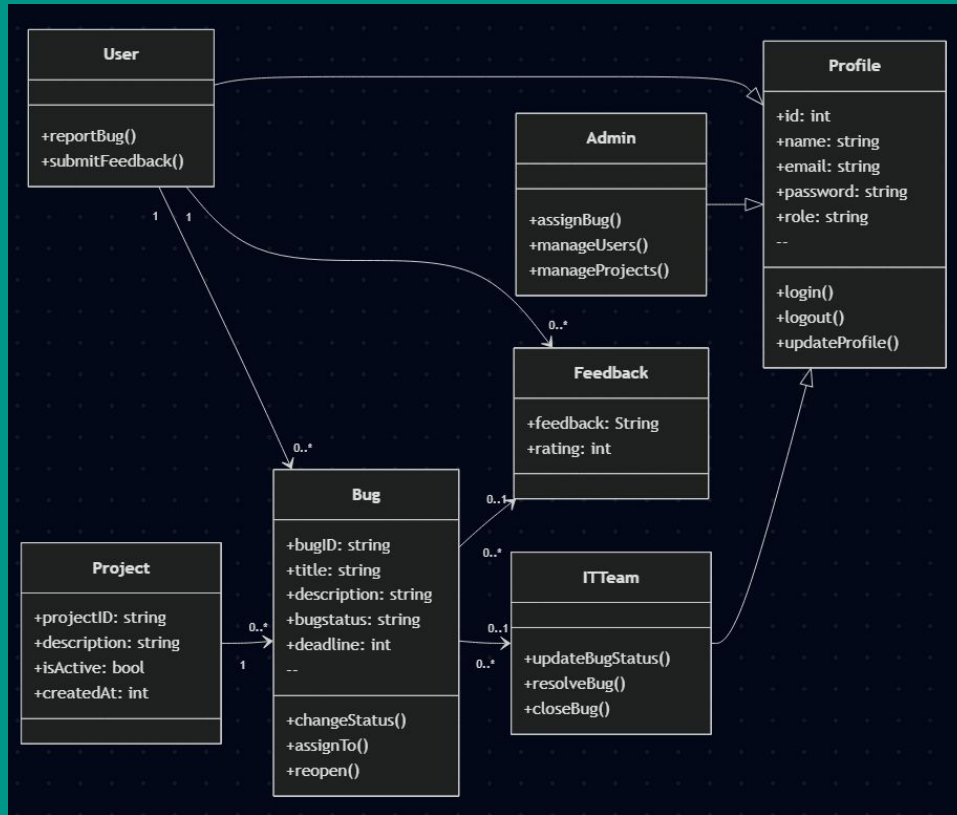 User
+reportBug()
+submitFeedback()
1
1
Profile
+id: int
+name: string
+email: string
+password: string
+role: string
--
+login()
+logout()
+updateProfile()
Admin
+assignBug()
+manageUsers()
+manageProjects()
0..*
Feedback
+feedback: String
+rating: int
0..*
Bug
+bugID: string
+title: string
+description: string
+bugstatus: string
+deadline: int
--
+changeStatus()
+assignTo()
+reopen()
0..1
0..*
Project
+projectID: string
+description: string
+isActive: bool
+createdAt: int
0..*
1
ITTeam
+updateBugStatus()
+resolveBug()
+closeBug()
0..1
0..*